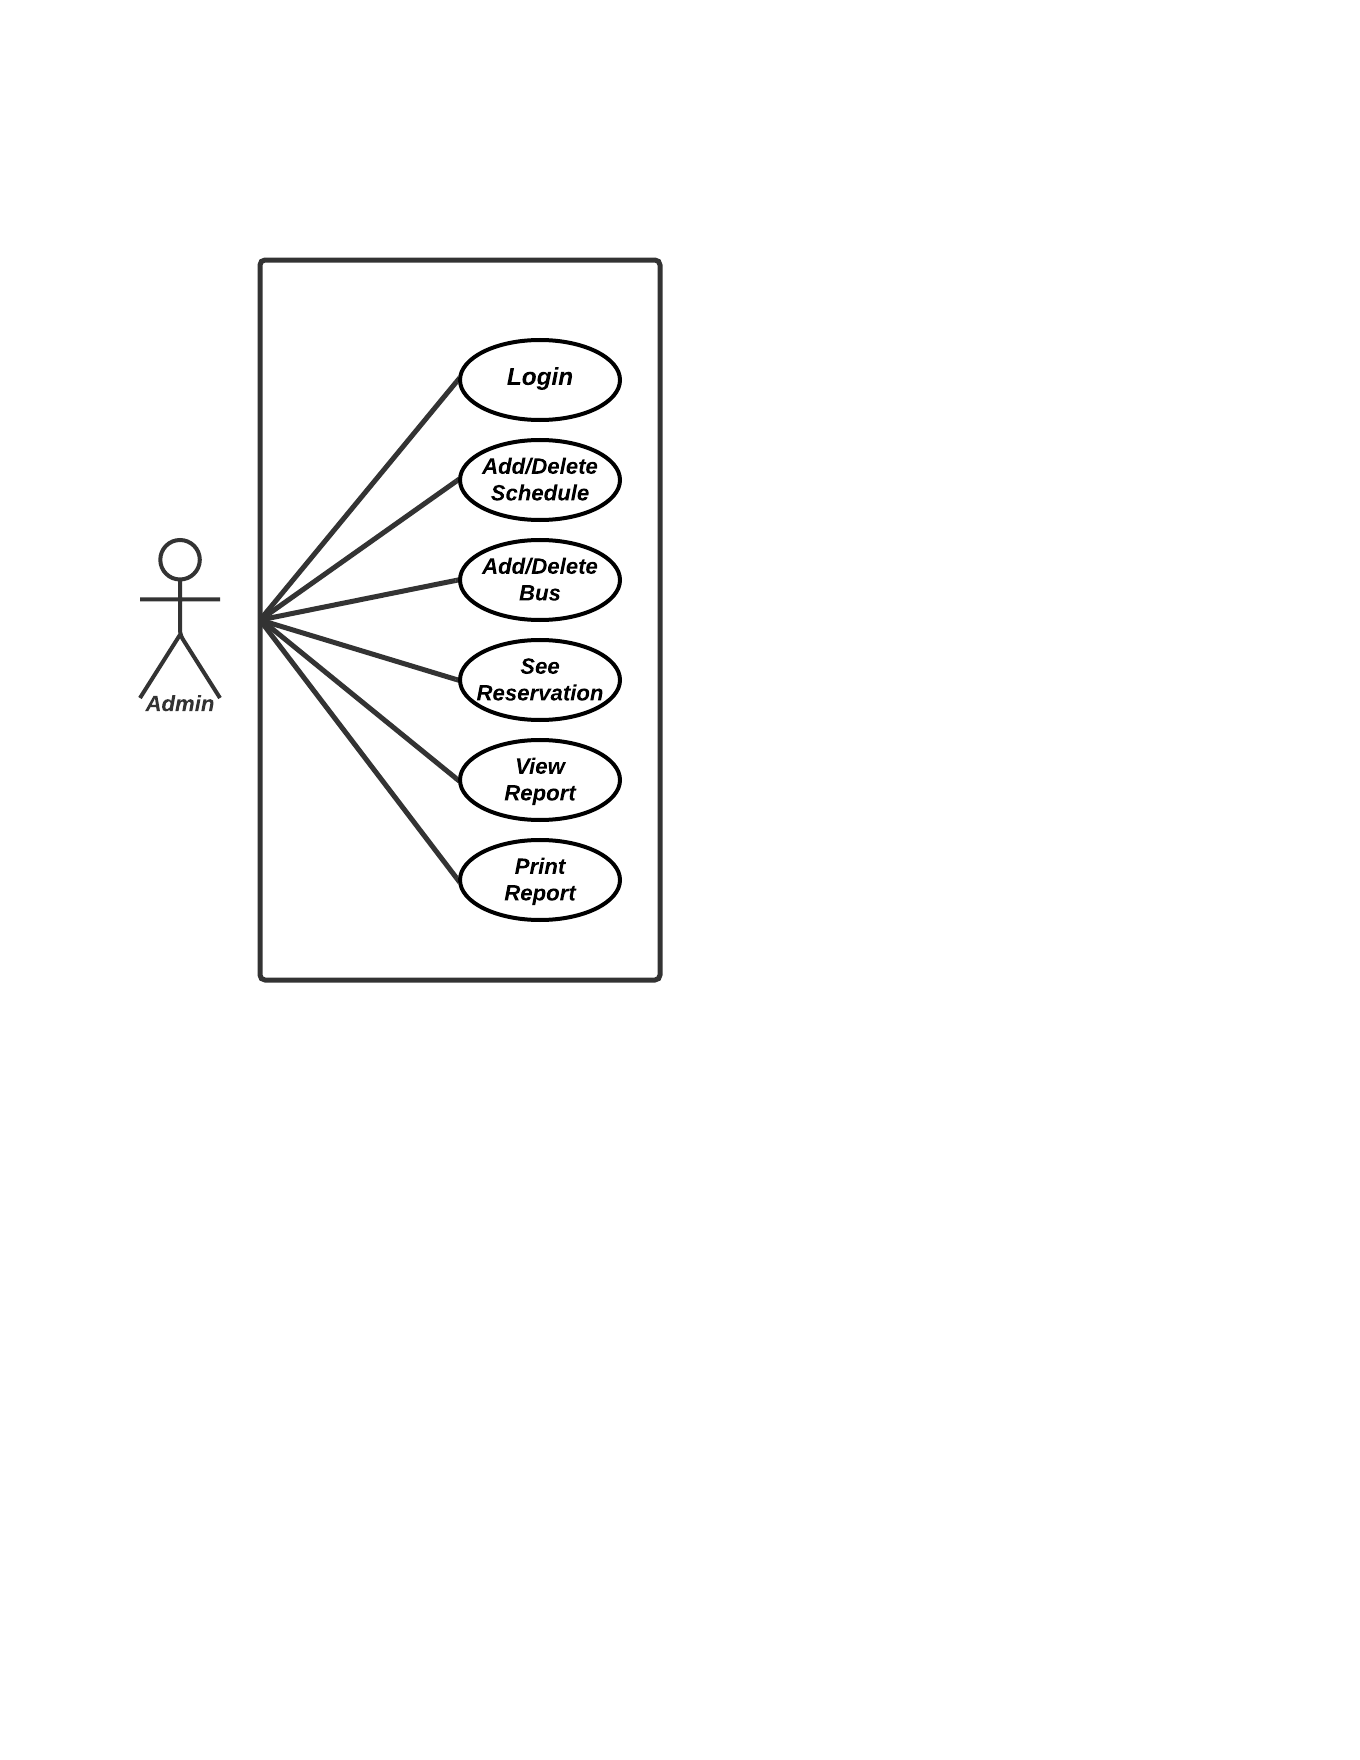 Login
Add/Delete
Schedule
Add/Delete
Bus
See
Reservation
Admin
View
Report
Print
Report